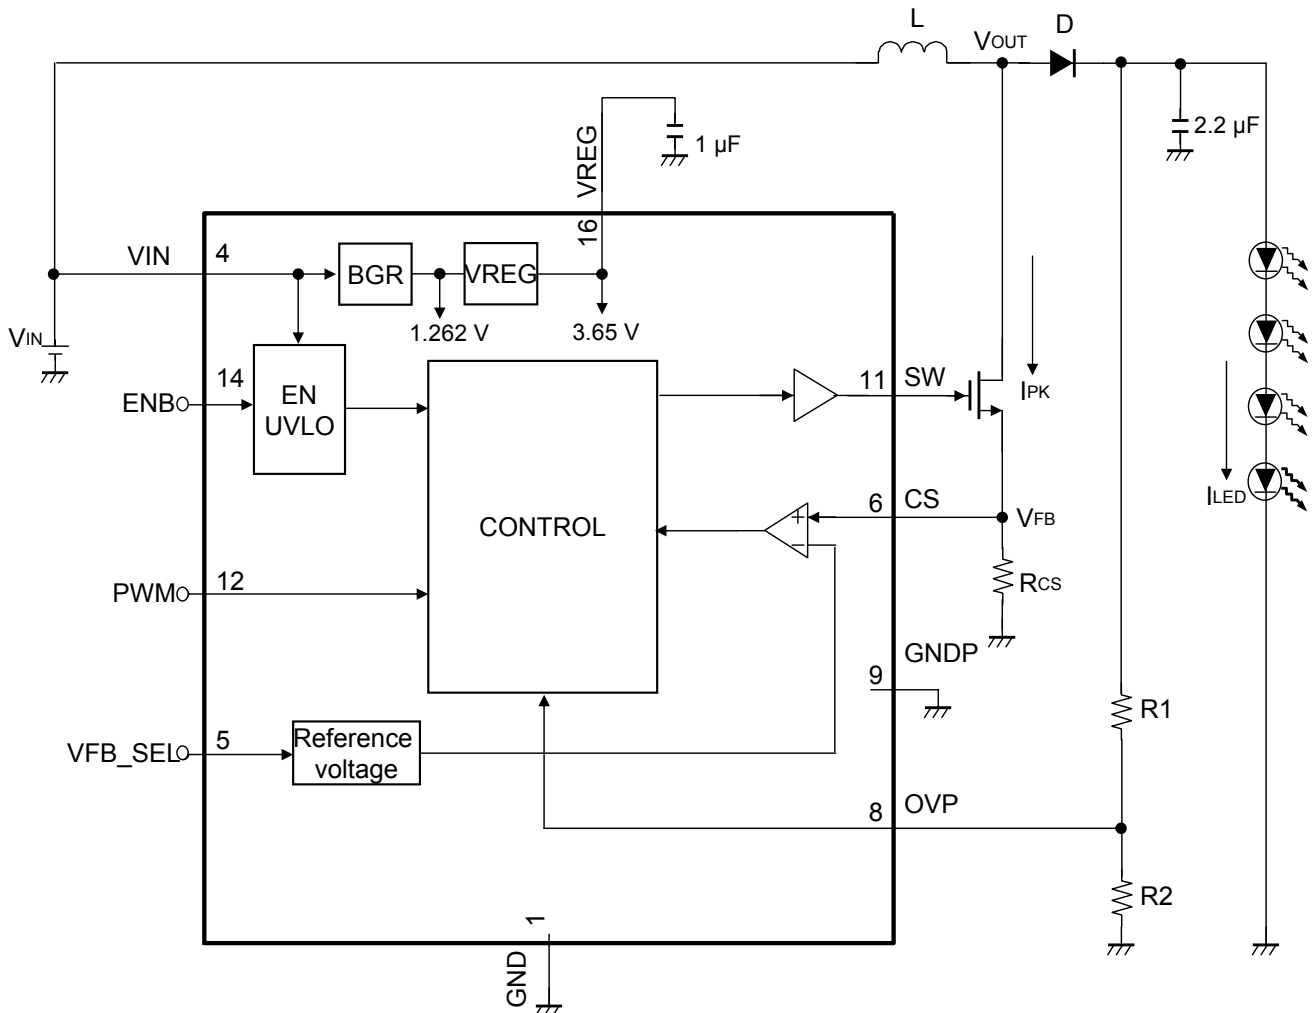 L
VOUT
D
2.2 µF
1 µF
VREG
16
VIN
4
BGR
VREG
1.262 V
3.65 V
VIN
14
ENB
EN
UVLO
11
SW
IPK
ILED
CONTROL
6
CS
VFB
RCS
PWM
12
GNDP
9
R1
VFB_SEL
5
Reference
voltage
8
OVP
R2
1
GND